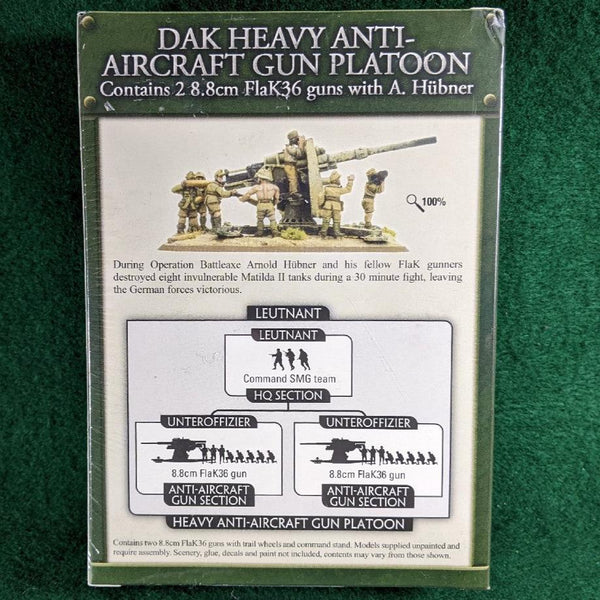 DAK HEAVY ANTI-
AIRCRAFT GUN PLATOON
Contains 2 8.8cm FlaK36 guns with A. Hübner
100%
During Operation Battleaxe Arnold Hübner and his fellow FlaK gunners
destroyed eight invulnerable Matilda II tanks during a 30 minute fight, leaving
the German forces victorious.
LEUTNANT
LEUTNANT
Command SMG team
HQ SECTION
UNTEROFFIZIER
UNTEROFFIZIER
8.8cm FlaK36 gun
8.8cm FlaK36 gun
ANTI-AIRCRAFT
GUN SECTION
ANTI-AIRCRAFT
GUN SECTION
HEAVY ANTI-AIRCRAFT GUN PLATOON
Contains two 8.8cm FlaK36 guns with trail wheels and command stand. Models supplied unpainted and
require assembly. Scenery, glue, decals and paint not included, contents may vary from those shown.